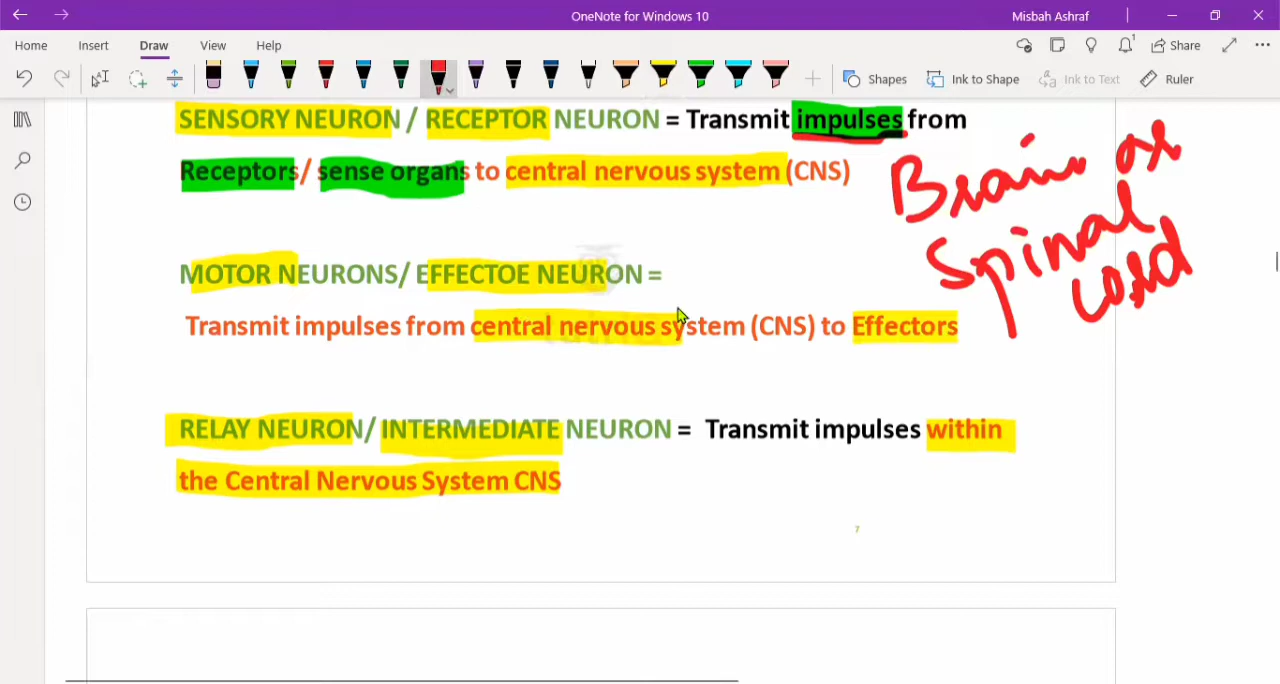 OneNote for Windows 10
Misbah Ashraf
Home Insert Draw View Help
Share
Shapes Ink to Shape Ink to Text Ruler
SENSORY NEURON / RECEPTOR NEURON = Transmit impulses from
Receptors/ sense organs to central nervous system (CNS)
Brain or
Spinal
cord
MOTOR NEURONS/ EFFECTOE NEURON =
Transmit impulses from central nervous system (CNS) to Effectors
RELAY NEURON/ INTERMEDIATE NEURON = Transmit impulses within
the Central Nervous System CNS
7